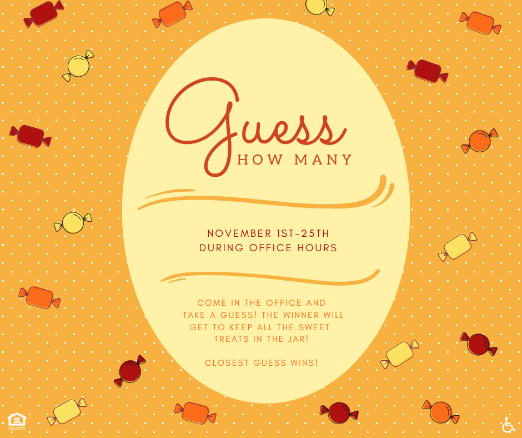 Guess
HOW MANY
NOVEMBER 1ST-25TH
DURING OFFICE HOURS
COME IN THE OFFICE AND
TAKE A GUESS! THE WINNER WILL
GET TO KEEP ALL THE SWEET
TREATS IN THE JAR!
CLOSEST GUESS WINS!